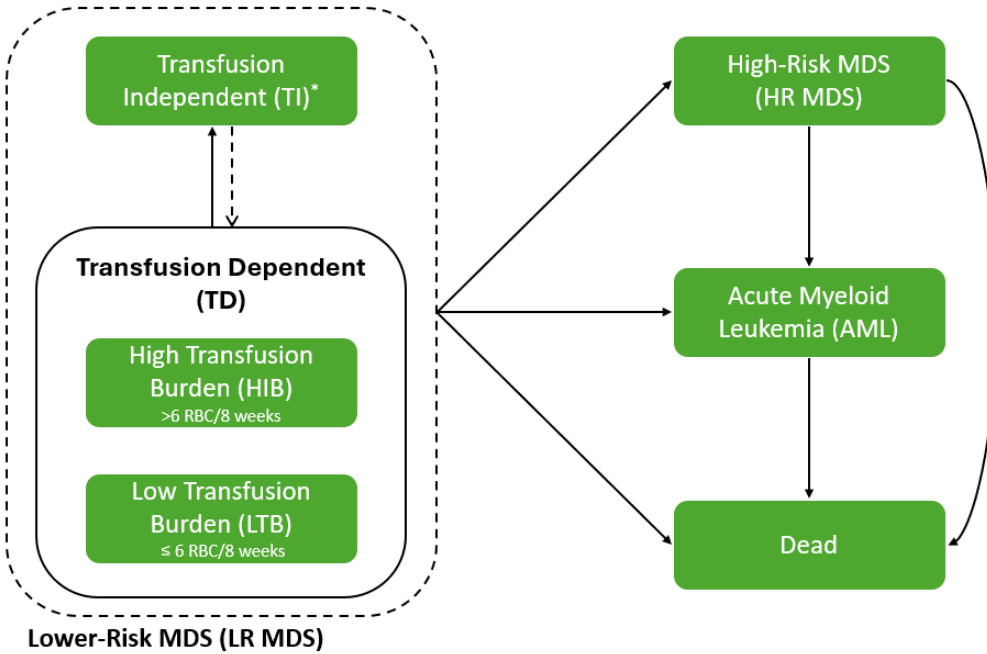 Transfusion
Independent (TI)*
Transfusion Dependent
(TD)
High Transfusion
Burden (HIB)
>6 RBC/8 weeks
Low Transfusion
Burden (LTB)
≤ 6 RBC/8 weeks
Lower-Risk MDS (LR MDS)
High-Risk MDS
(HR MDS)
Acute Myeloid
Leukemia (AML)
Dead